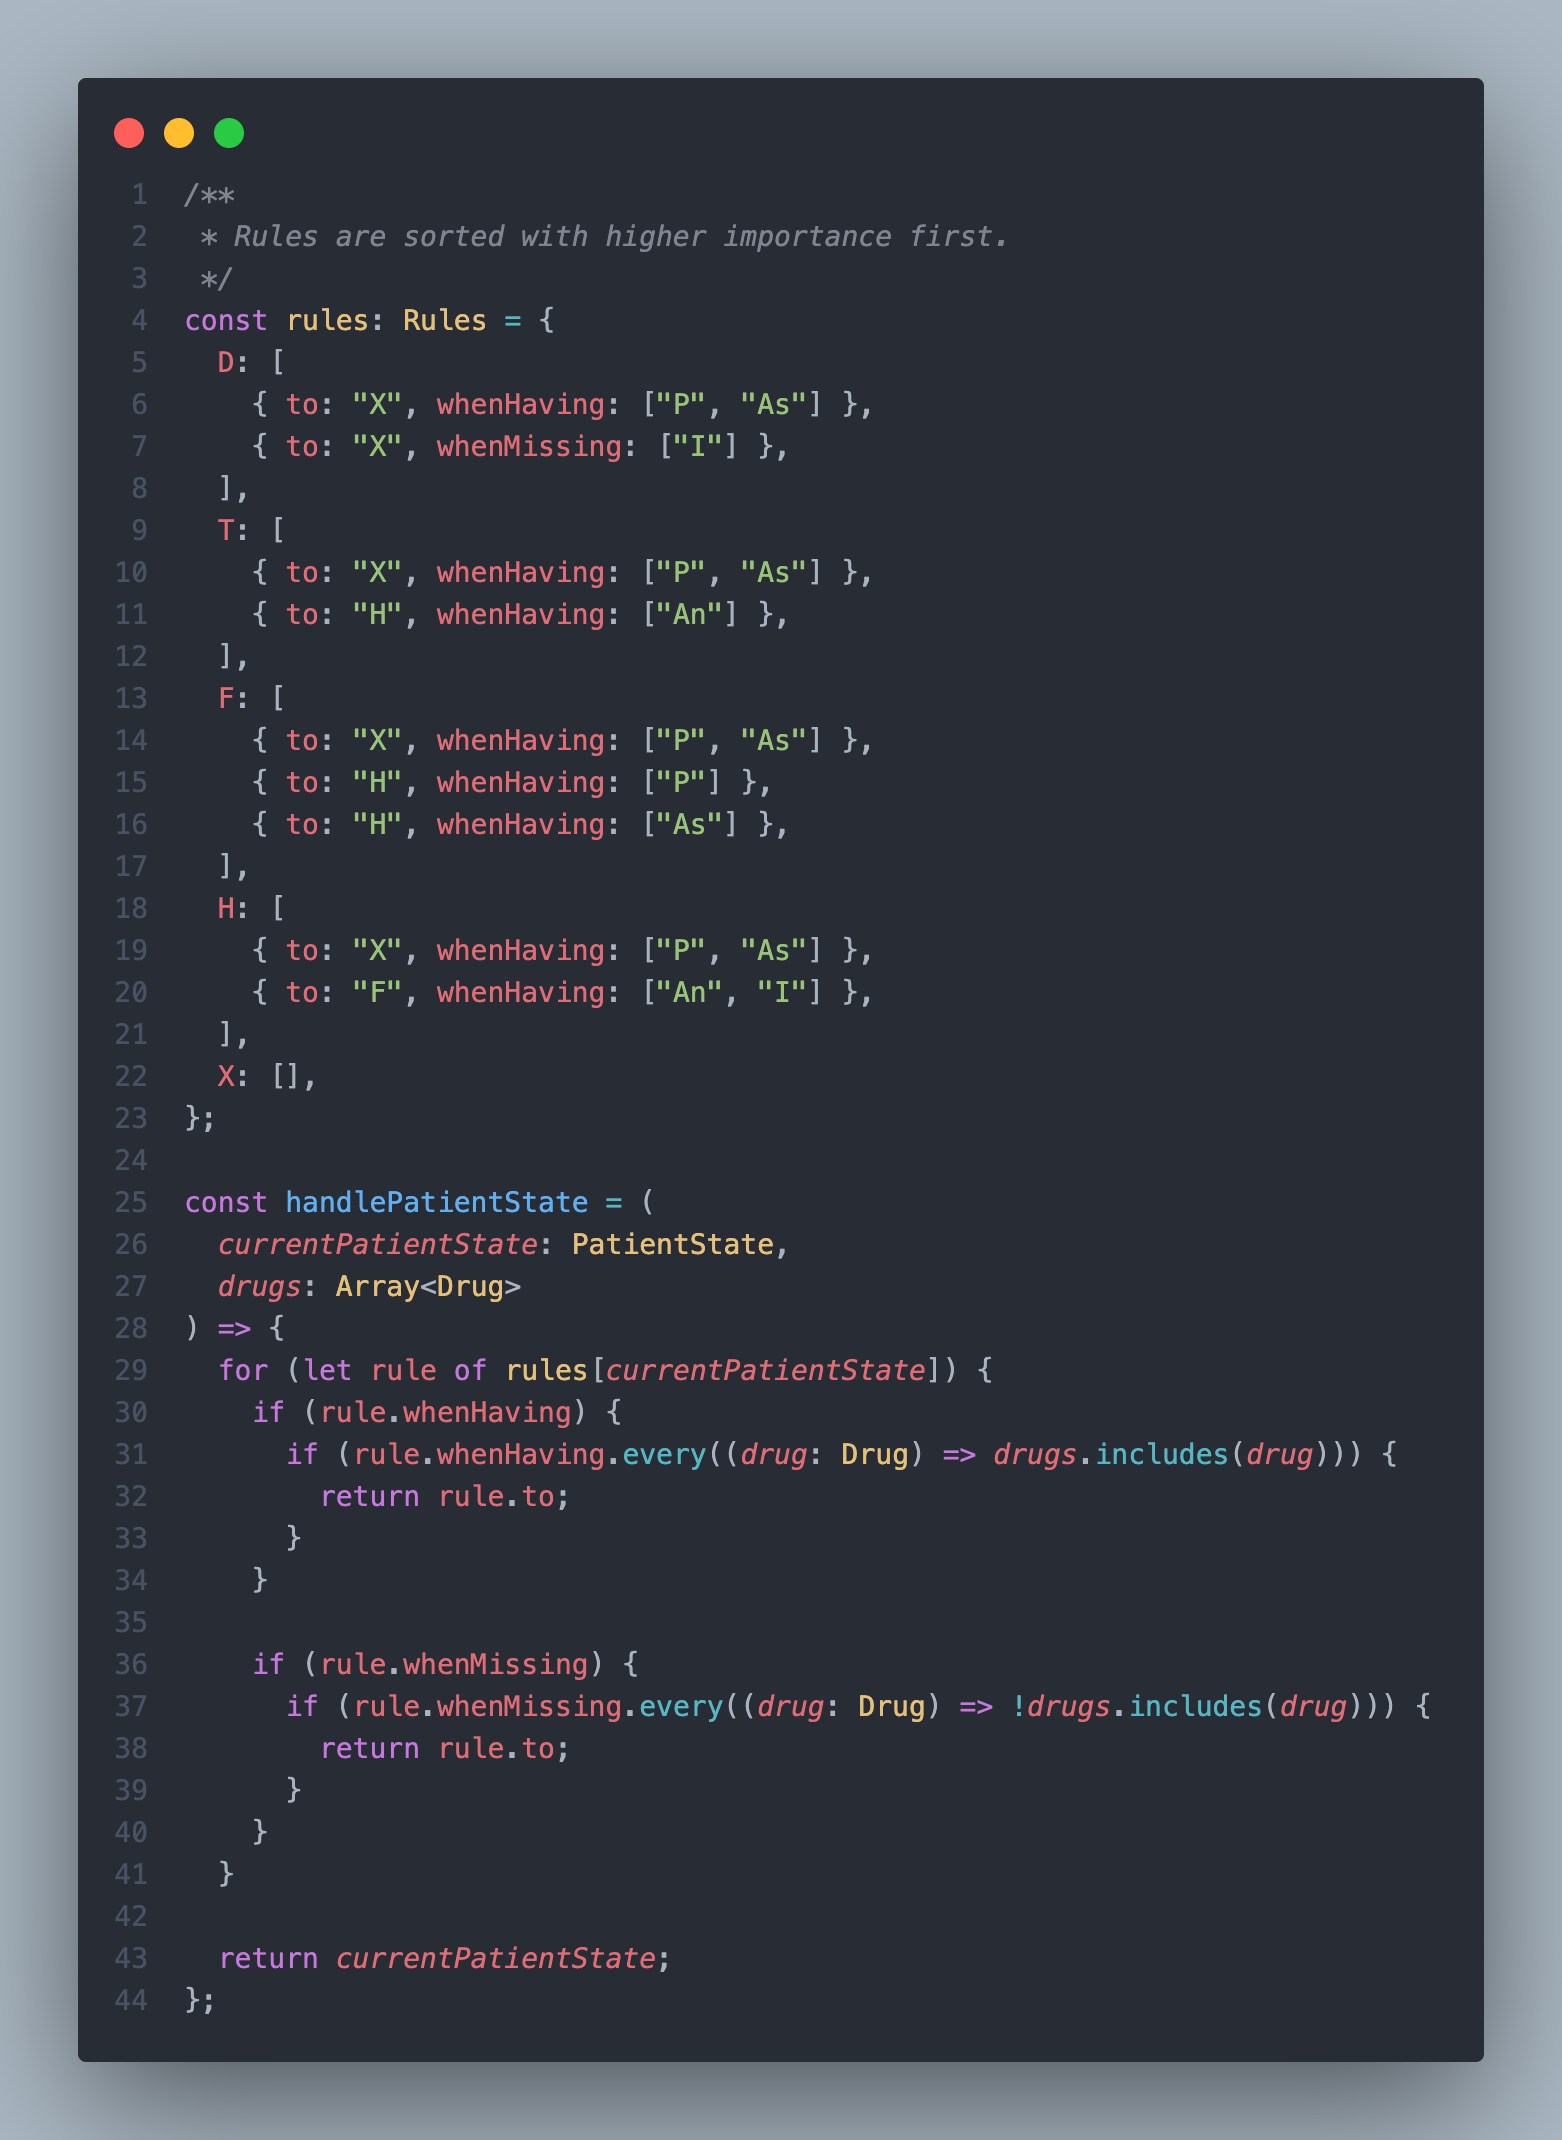 1 /**
2  * Rules are sorted with higher importance first.
3  */
4 const rules: Rules = {
5   D: [
6     { to: "X", whenHaving: ["P", "As"] },
7     { to: "X", whenMissing: ["I"] },
8   ],
9   T: [
10     { to: "X", whenHaving: ["P", "As"] },
11     { to: "H", whenHaving: ["An"] },
12   ],
13   F: [
14     { to: "X", whenHaving: ["P", "As"] },
15     { to: "H", whenHaving: ["P"] },
16     { to: "H", whenHaving: ["As"] },
17   ],
18   H: [
19     { to: "X", whenHaving: ["P", "As"] },
20     { to: "F", whenHaving: ["An", "I"] },
21   ],
22   X: [],
23 };
24
25 const handlePatientState = (
26   currentPatientState: PatientState,
27   drugs: Array<Drug>
28 ) => {
29   for (let rule of rules[currentPatientState]) {
30     if (rule.whenHaving) {
31       if (rule.whenHaving.every((drug: Drug) => drugs.includes(drug))) {
32         return rule.to;
33       }
34     }
35
36     if (rule.whenMissing) {
37       if (rule.whenMissing.every((drug: Drug) => !drugs.includes(drug))) {
38         return rule.to;
39       }
40     }
41   }
42
43   return currentPatientState;
44 };